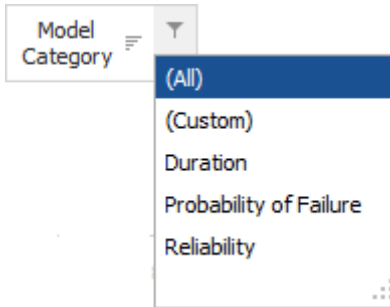 Model
Category
(All)
(Custom)
Duration
Probability of Failure
Reliability